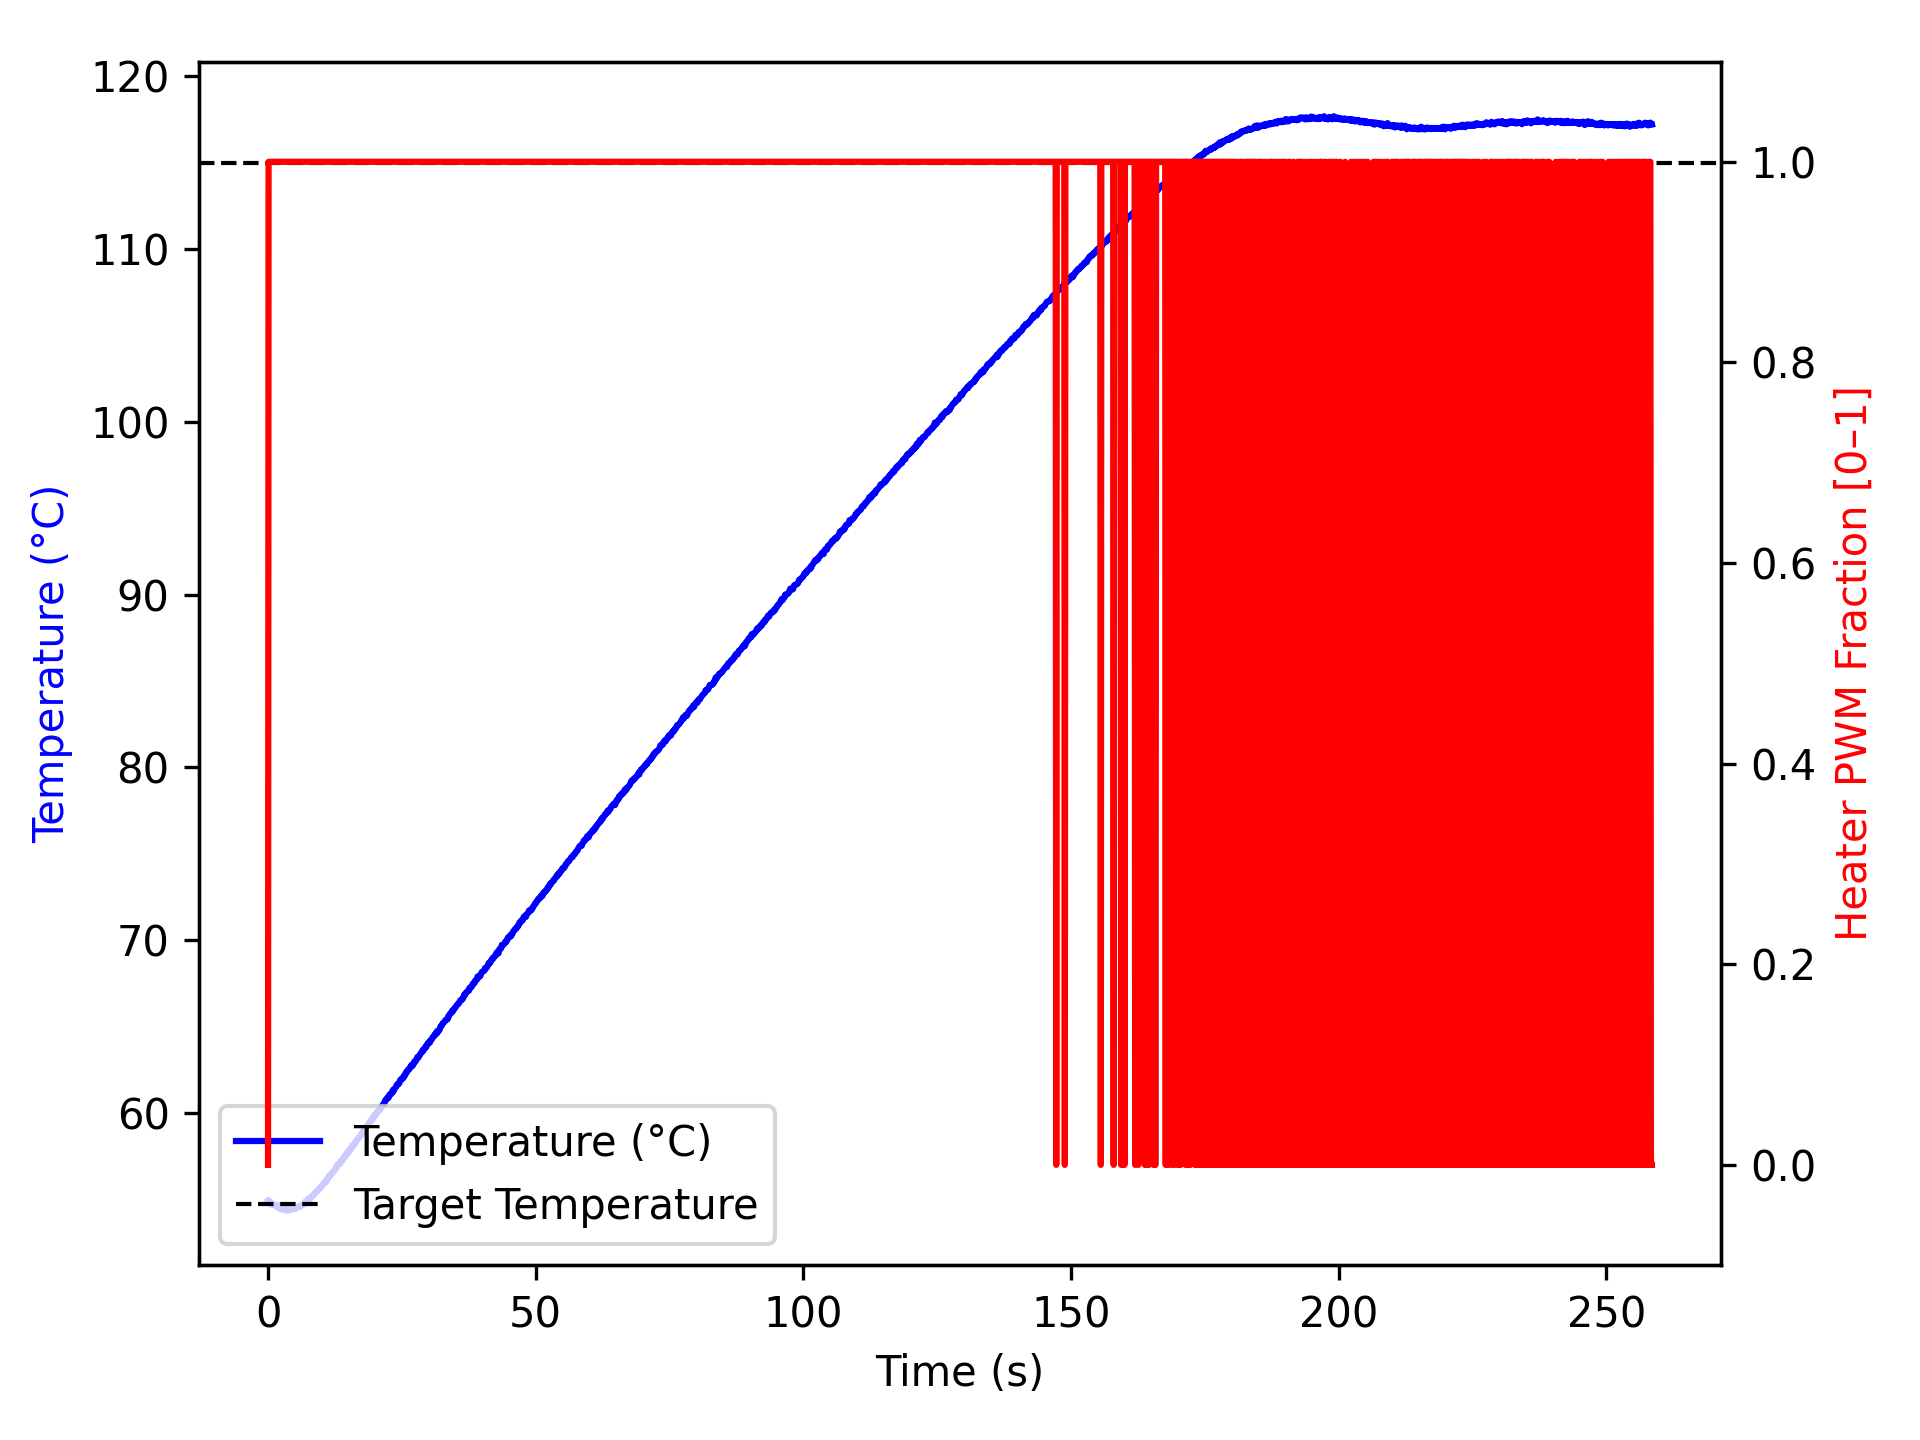 120
110
100
90
80
70
60
Temperature (°C)
1.0
0.8
0.6
0.4
0.2
0.0
Heater PWM Fraction [0–1]
Temperature (°C)
Target Temperature
0 50 100 150 200 250
Time (s)